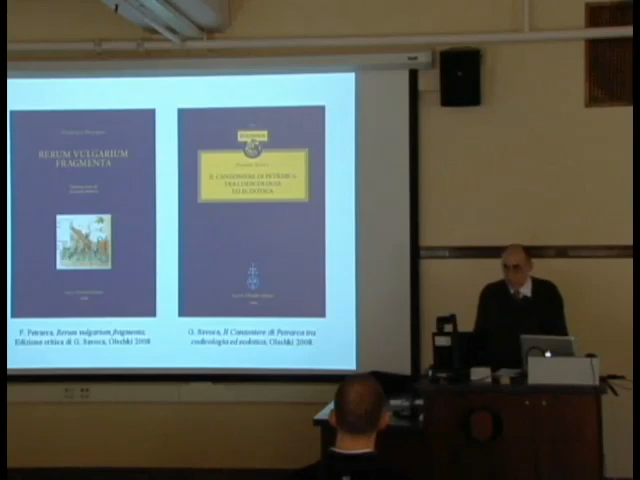 RERUM VULGARIUM
FRAGMENTA
IL CANZONIERE DI PETRARCA
TRA CODICOLOGIA
ED ECDOTICA
F. Petrarca, Rerum vulgarium fragmenta,
Edizione critica di G. Savoca, Olschki 2008
G. Savoca, Il Canzoniere di Petrarca tra
codicologia ed ecdotica, Olschki 2008